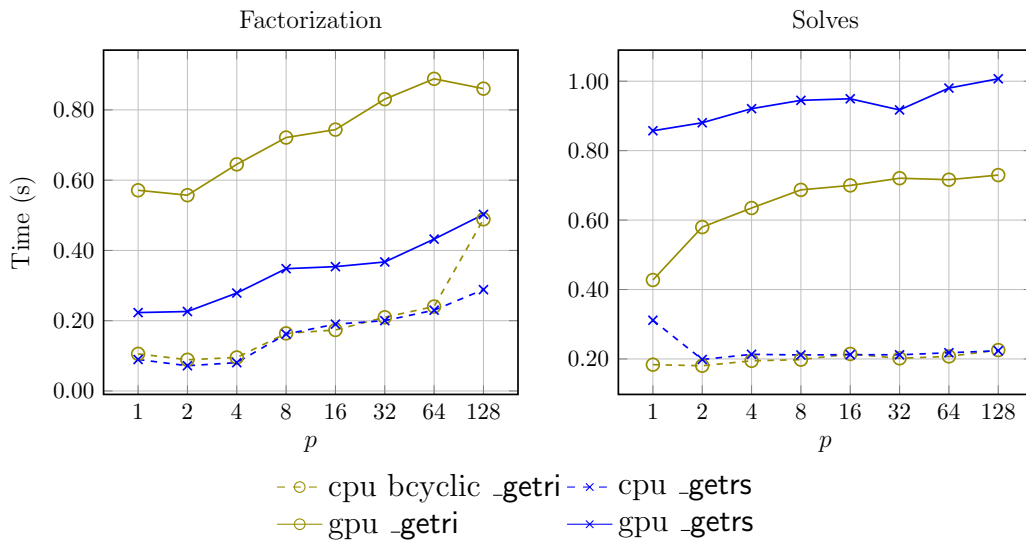 Factorization
Solves
Time (s)
0.80
0.60
0.40
0.20
0.00
1 2 4 8 16 32 64 128
p
1.00
0.80
0.60
0.40
0.20
1 2 4 8 16 32 64 128
p
cpu bcyclic _getri
cpu _getrs
gpu _getri
gpu _getrs